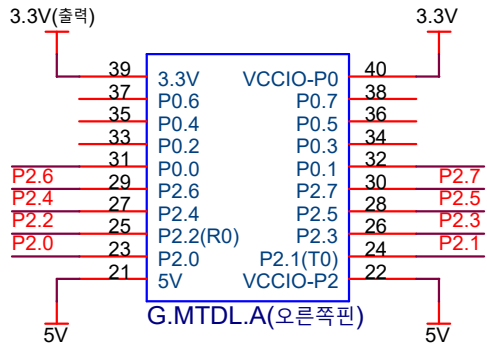 3.3V(출력) 3.3V
39 3.3V VCCIO-P0 40
37 P0.6 P0.7 38
35 P0.4 P0.5 36
33 P0.2 P0.3 34
31 P0.0 P0.1 32
P2.6 29 P2.6 P2.7 30 P2.7
P2.4 27 P2.4 P2.5 28 P2.5
P2.2 25 P2.2(R0) P2.3 26 P2.3
P2.0 23 P2.0 P2.1(T0) 24 P2.1
21 5V VCCIO-P2 22
G.MTDL.A(오른쪽핀)
5V 5V